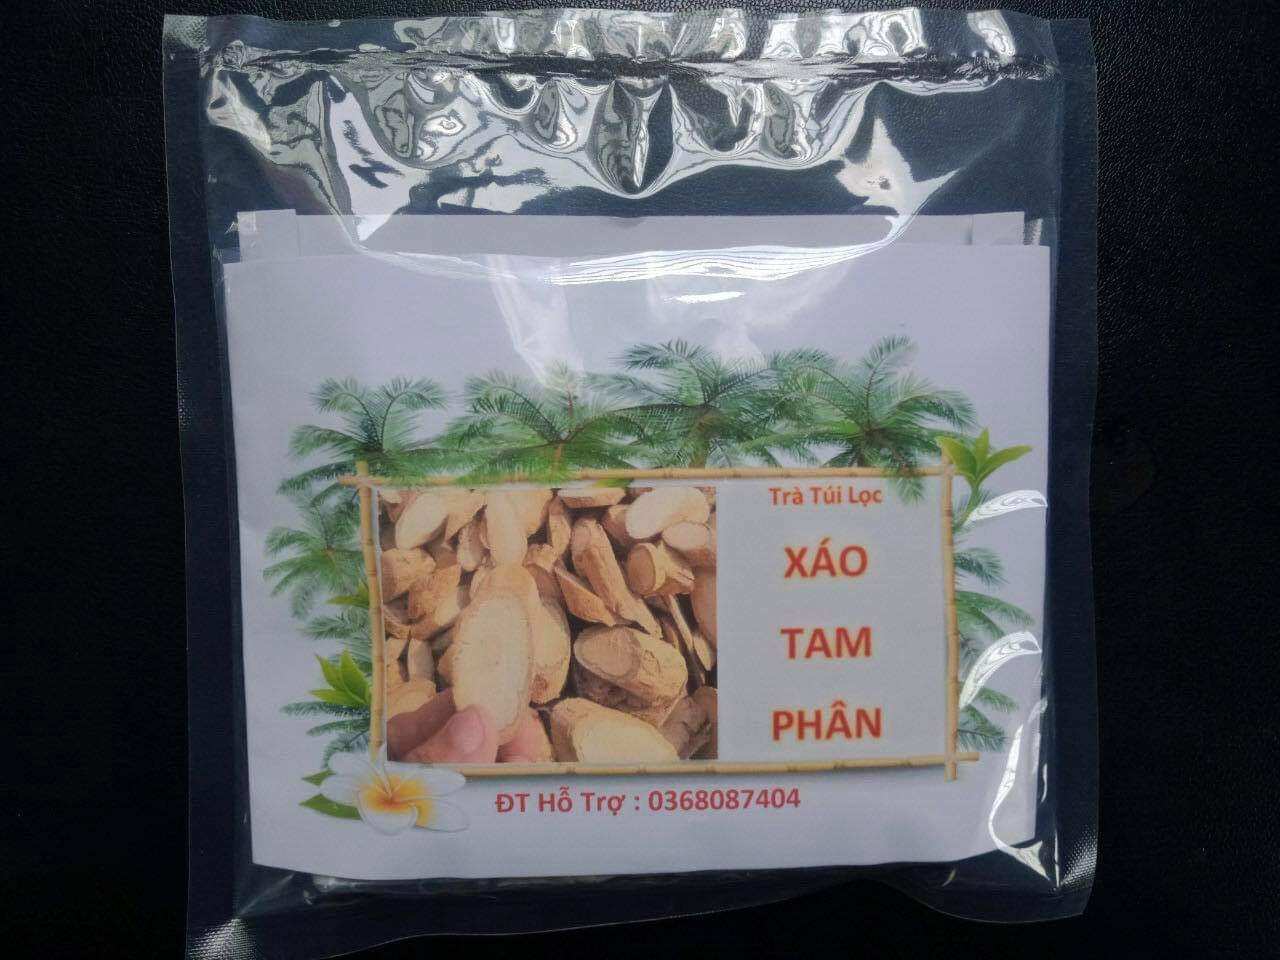 Trà Túi Lọc
XÁO
TAM
PHÂN
ĐT Hỗ Trợ : 0368087404